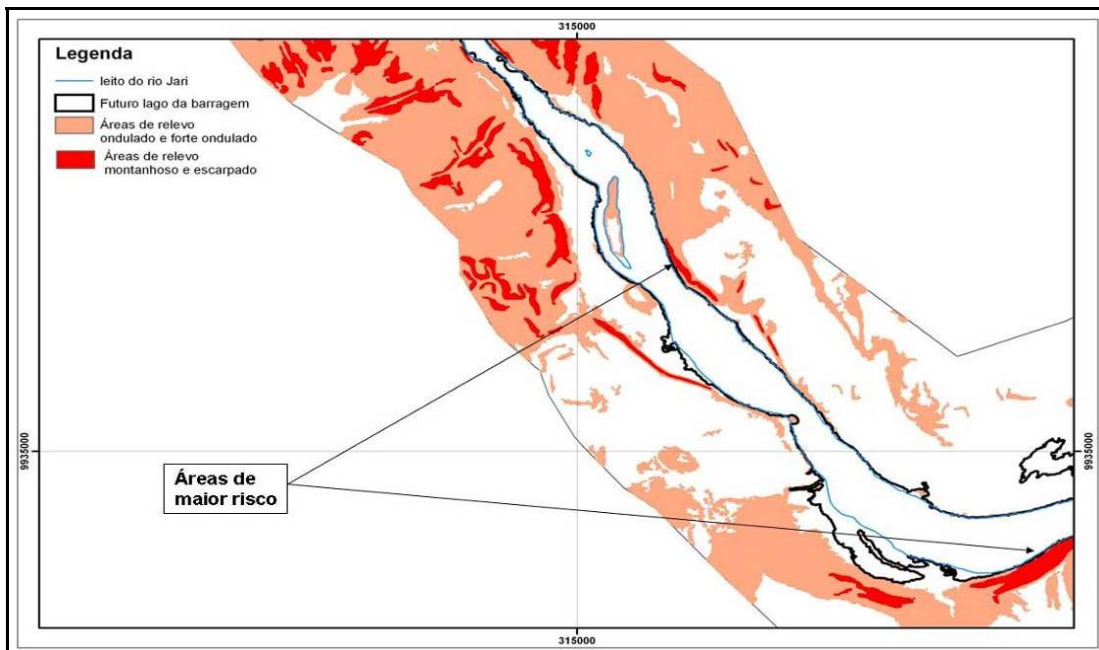 315000
Legenda
leito do rio Jari
Futuro lago da barragem
Áreas de relevo
ondulado e forte ondulado
Áreas de relevo
montanhoso e escarpado
9935000
9935000
Áreas de
maior risco
315000